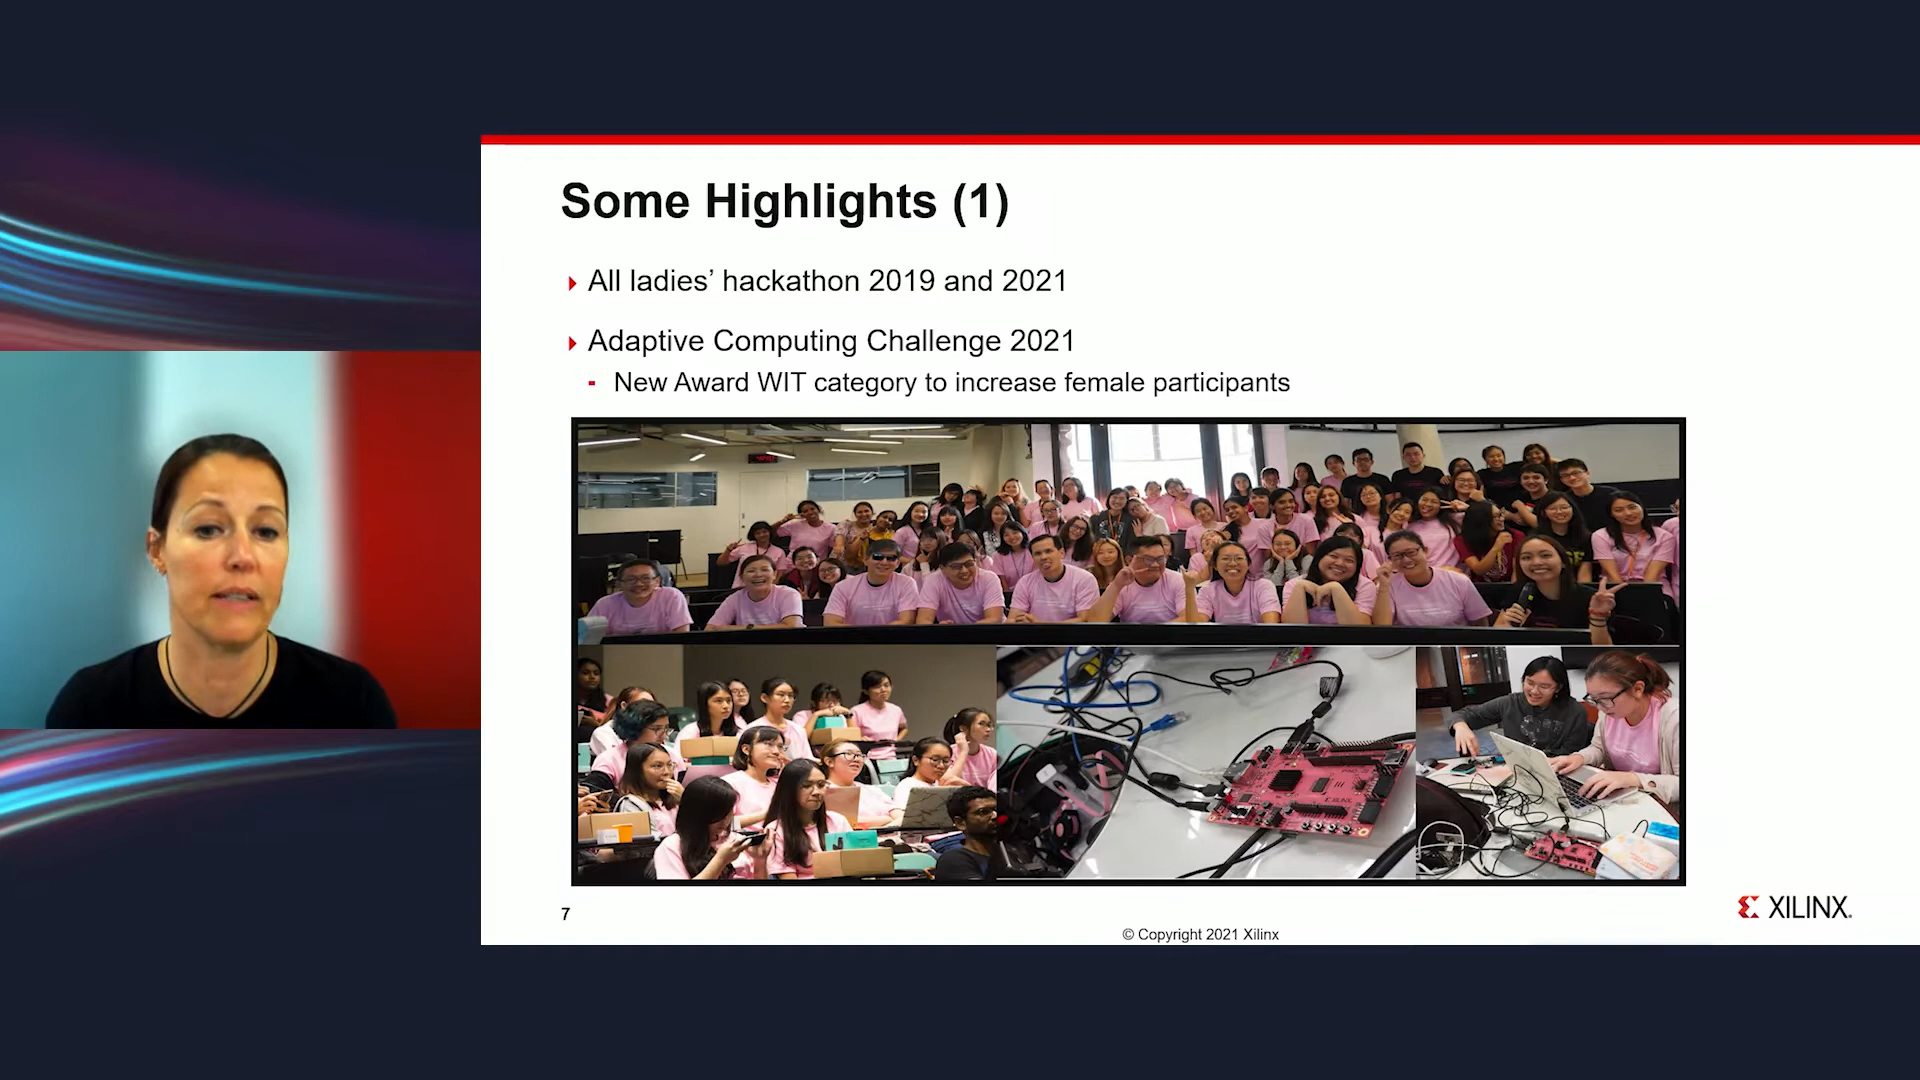 Some Highlights (1)
All ladies’ hackathon 2019 and 2021
Adaptive Computing Challenge 2021
New Award WIT category to increase female participants
XILINX
7
XILINX.
© Copyright 2021 Xilinx